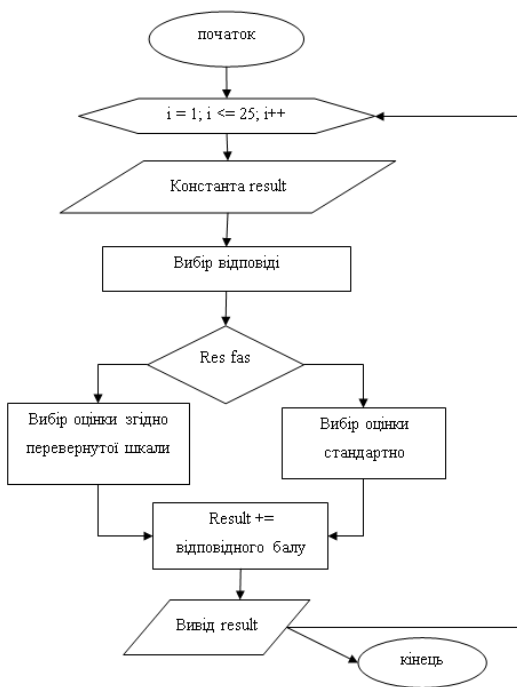 початок
i = 1; i <= 25; i++
Константа result
Вибір відповіді
Res fas
Вибір оцінки згідно
перевернутої шкали
Вибір оцінки
стандартно
Result +=
відповідного балу
Вивід result
кінець